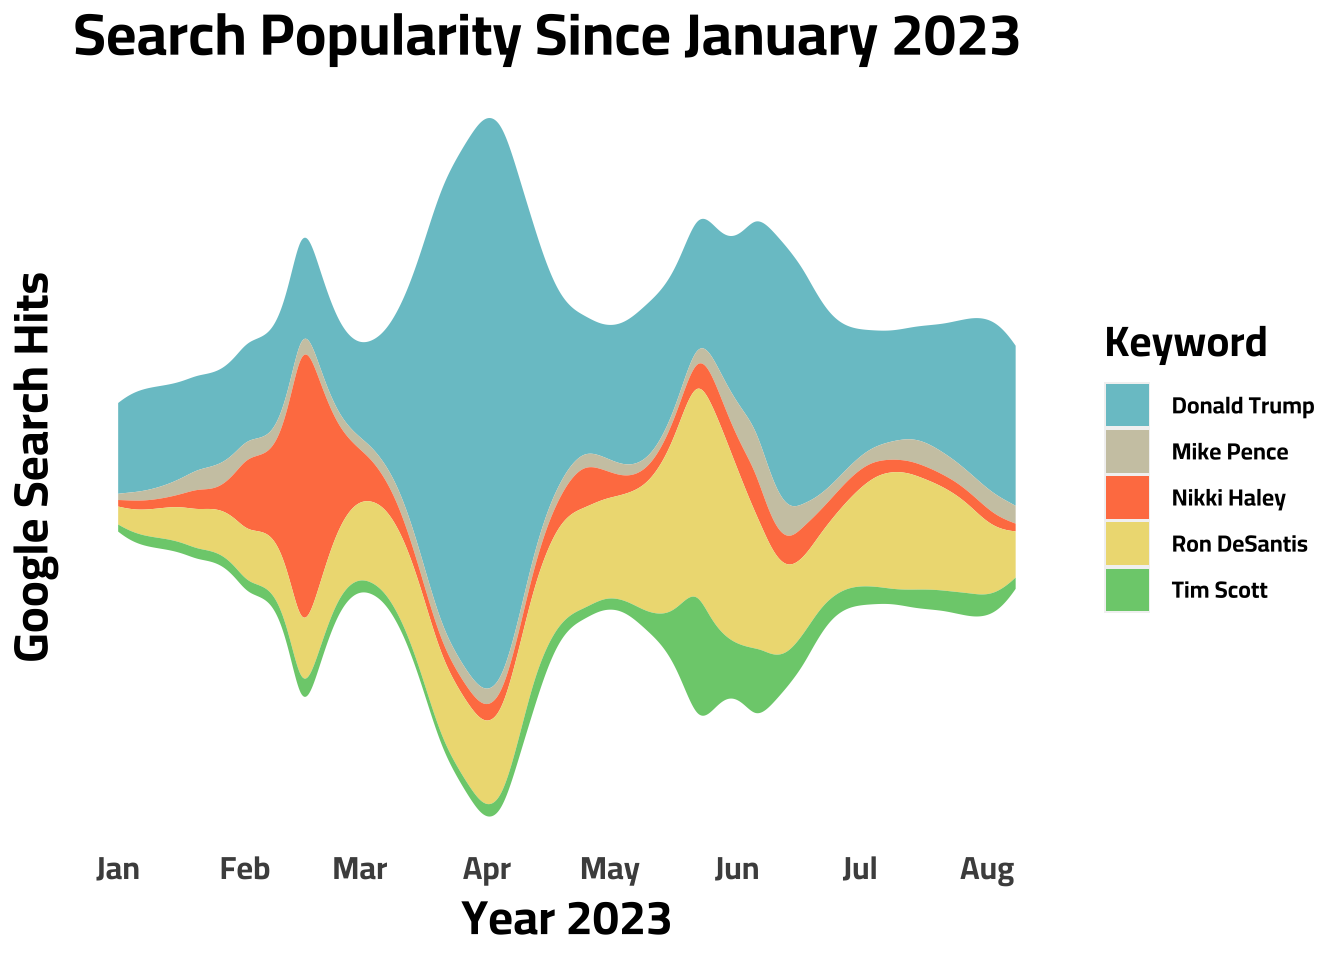 Search Popularity Since January 2023
Google Search Hits
Keyword
Donald Trump
Mike Pence
Nikki Haley
Ron DeSantis
Tim Scott
Jan Feb Mar Apr May Jun Jul Aug
Year 2023